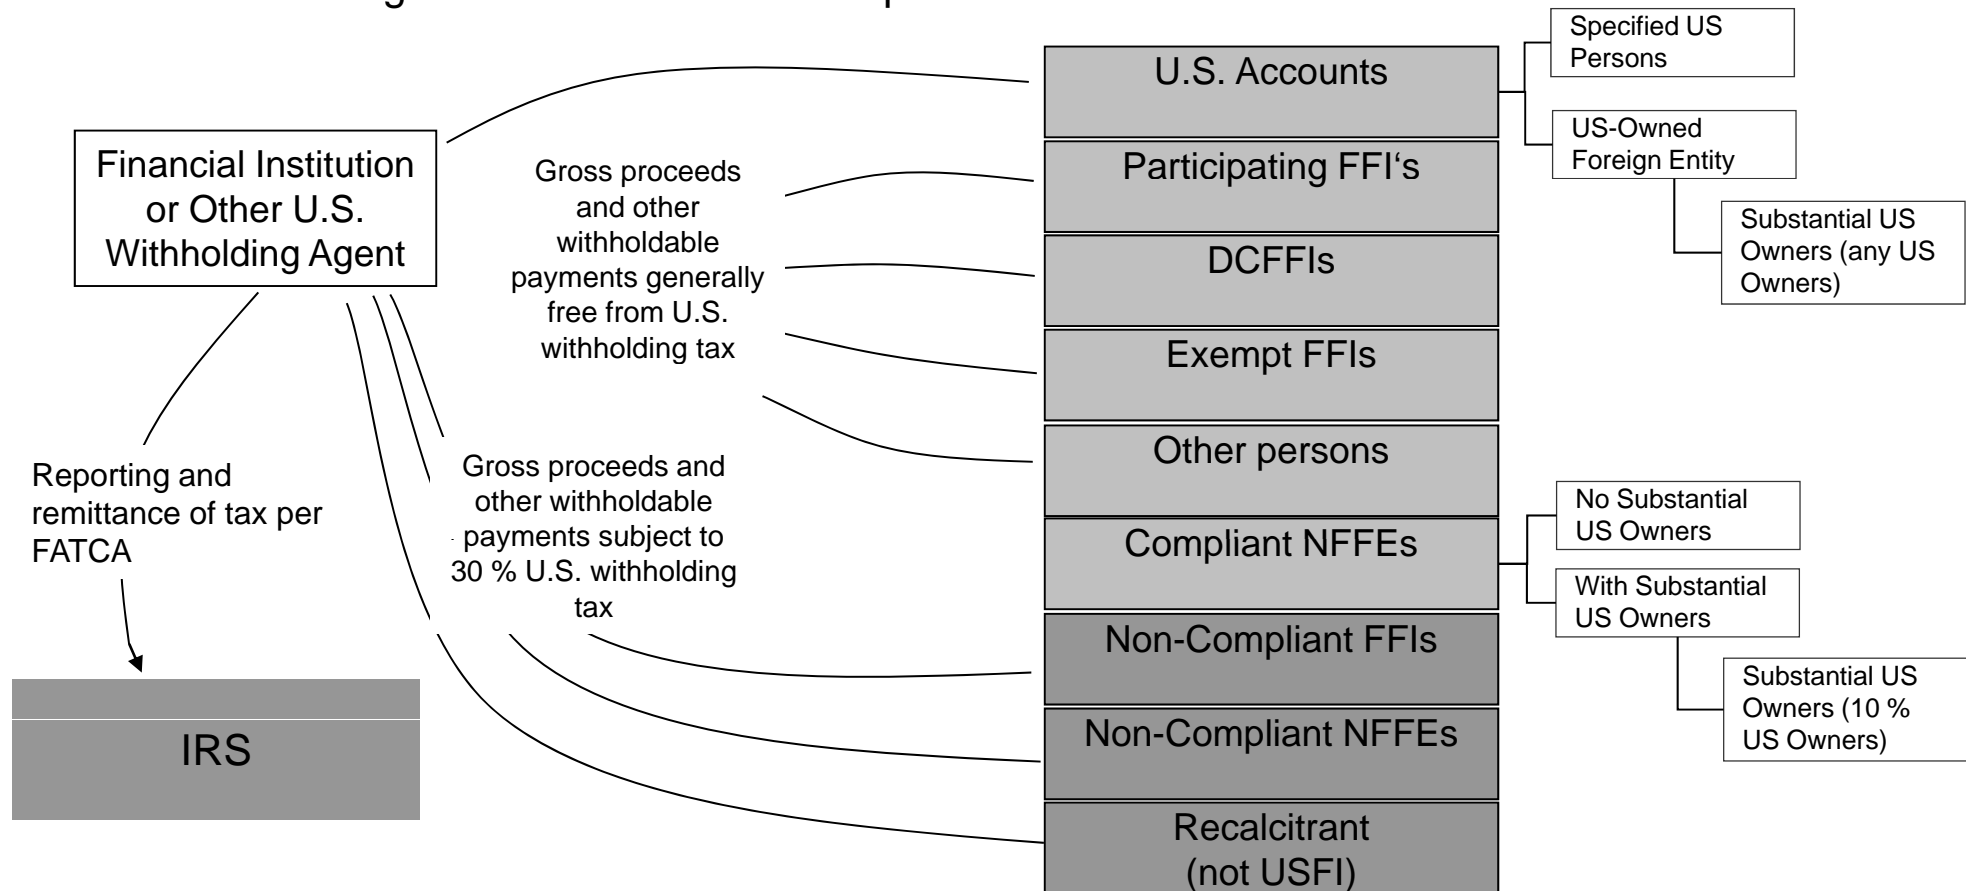 Financial Institution
or Other U.S.
Withholding Agent
Gross proceeds
and other
withholdable
payments generally
free from U.S.
withholding tax
Reporting and
remittance of tax per
FATCA
Gross proceeds and
other withholdable
payments subject to
30 % U.S. withholding
tax
IRS
U.S. Accounts
Participating FFI‘s
DCFFIs
Exempt FFIs
Other persons
Compliant NFFEs
Non-Compliant FFIs
Non-Compliant NFFEs
Recalcitrant
(not USFI)
Specified US
Persons
US-Owned
Foreign Entity
Substantial US
Owners (any US
Owners)
No Substantial
US Owners
With Substantial
US Owners
Substantial US
Owners (10 %
US Owners)